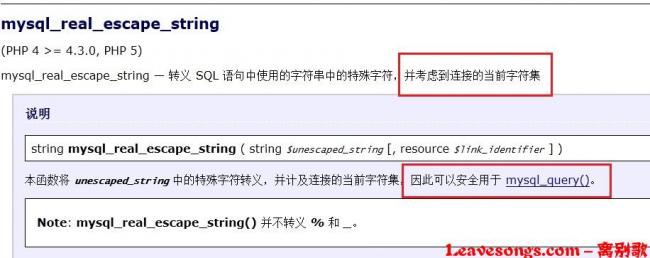 mysql_real_escape_string
(PHP 4 >= 4.3.0, PHP 5)
mysql_real_escape_string — 转义 SQL 语句中使用的字符串中的特殊字符，并考虑到连接的当前字符集
说明
string mysql_real_escape_string ( string $unescaped_string [, resource $link_identifier ] )
本函数将 unescaped_string 中的特殊字符转义，并计及连接的当前字符集，因此可以安全用于 mysql_query()。
Note: mysql_real_escape_string() 并不转义 % 和 _。
Leavesongs.com - 离别歌